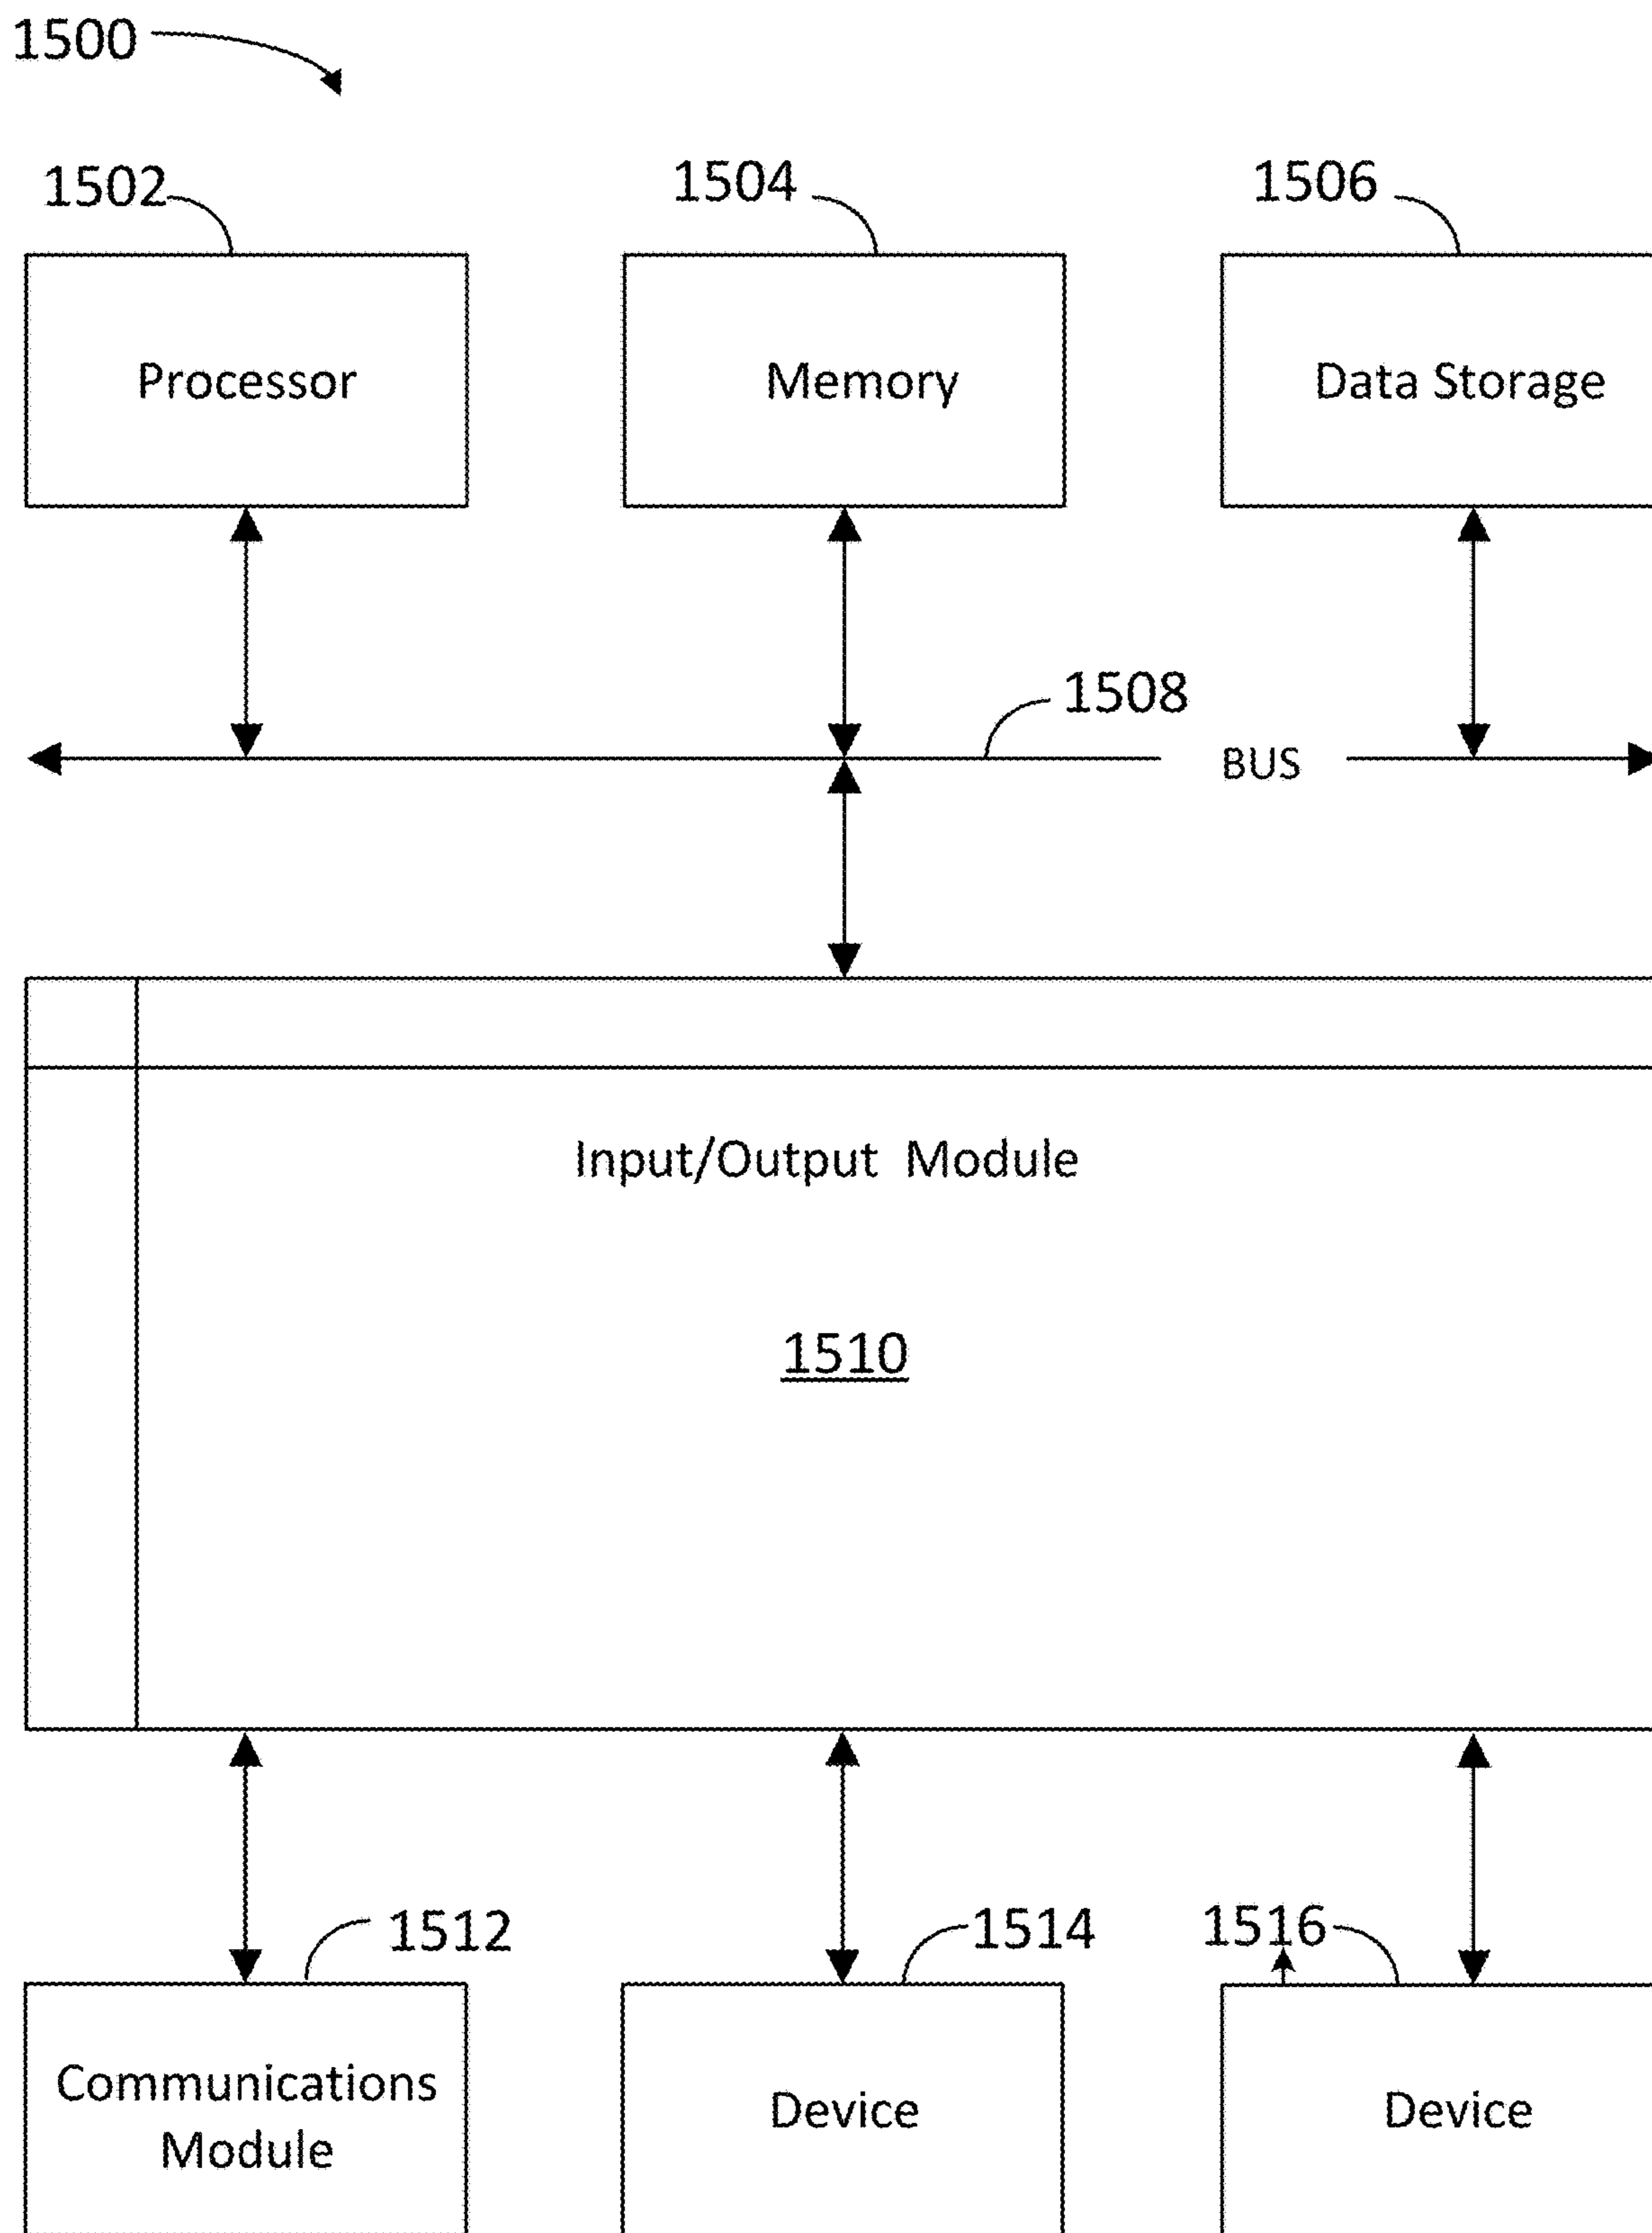 1500
1502
1504
1506
Processor
Memory
Data Storage
1508
BUS
Input/Output Module
1510
1512
1514
1516
Communications
Module
Device
Device